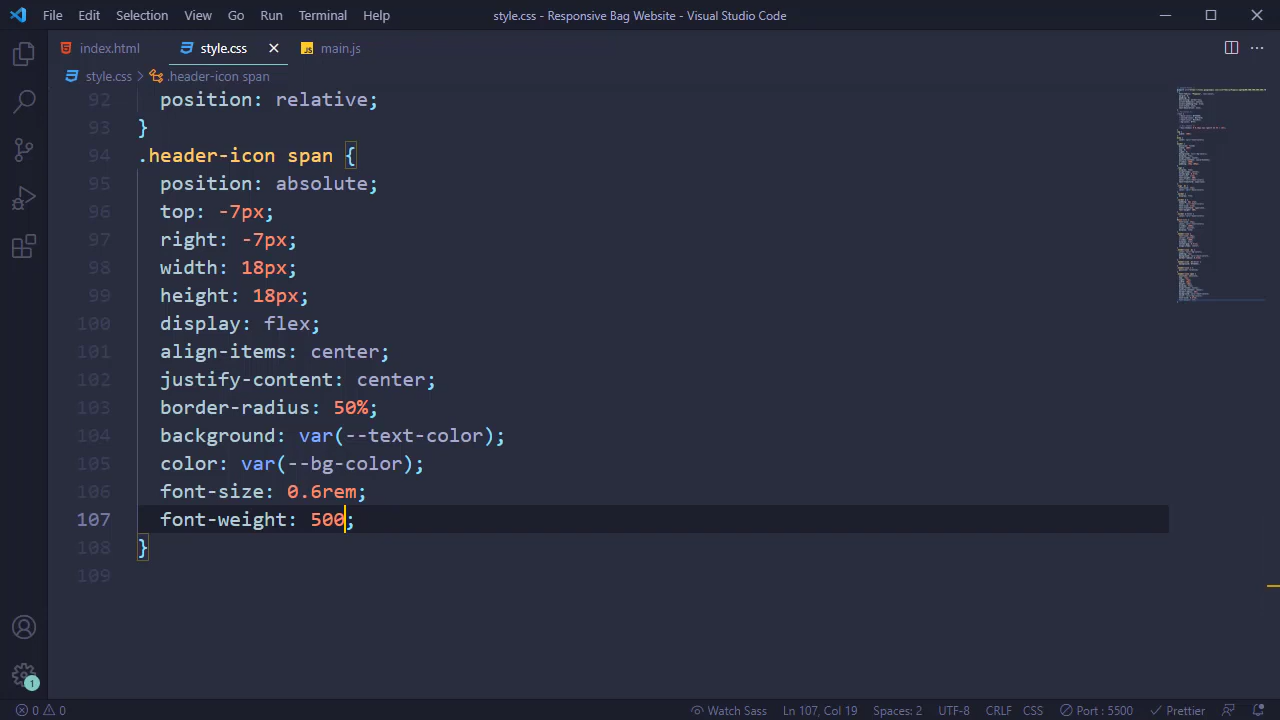 File Edit Selection View Go Run Terminal Help
style.css - Responsive Bag Website - Visual Studio Code
index.html style.css main.js
style.css > .header-icon span
92 position: relative;
93 }
94 .header-icon span {
95 position: absolute;
96 top: -7px;
97 right: -7px;
98 width: 18px;
99 height: 18px;
100 display: flex;
101 align-items: center;
102 justify-content: center;
103 border-radius: 50%;
104 background: var(--text-color);
105 color: var(--bg-color);
106 font-size: 0.6rem;
107 font-weight: 500;
108 }
109
1
0 0 Watch Sass Ln 107, Col 19 Spaces: 2 UTF-8 CRLF CSS Port : 5500 Prettier